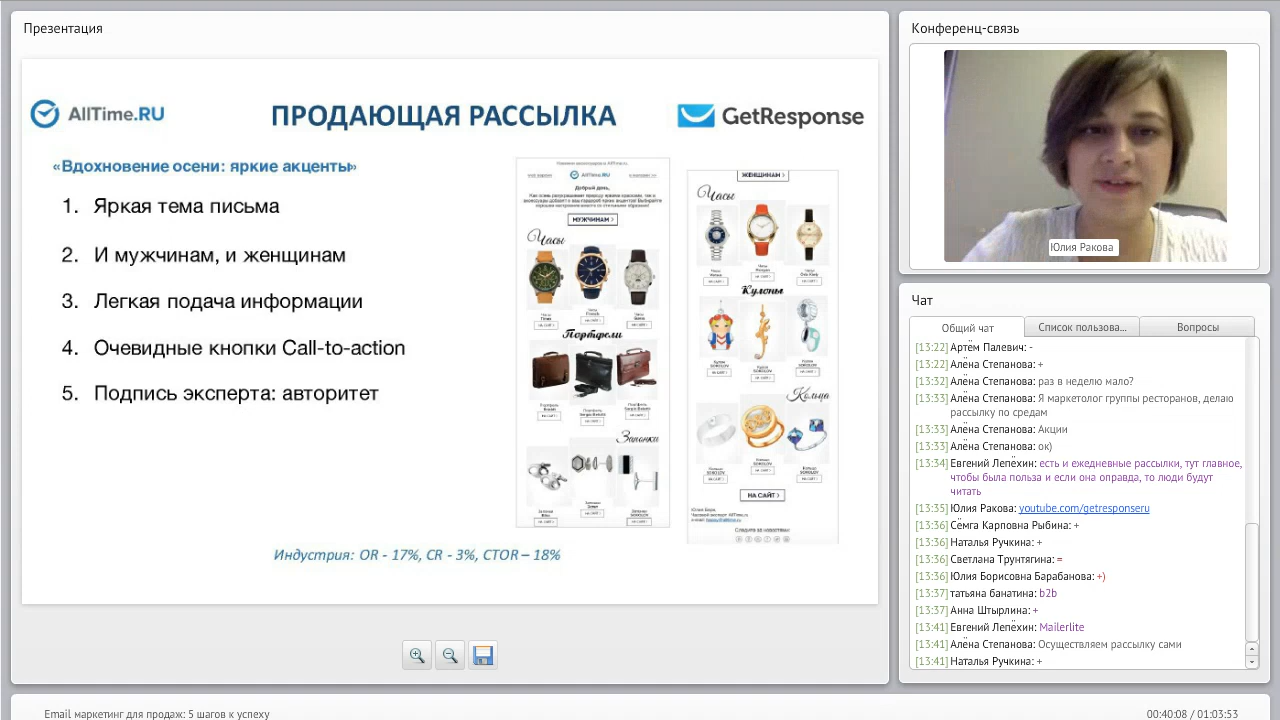 Презентация
AllTime.RU
ПРОДАЮЩАЯ РАССЫЛКА
GetResponse
«Вдохновение осени: яркие акценты»
1. Яркая тема письма
2. И мужчинам, и женщинам
3. Легкая подача информации
4. Очевидные кнопки Call-to-action
5. Подпись эксперта: авторитет
AllTime.RU
Добрый день,
МУЖЧИНАМ >
Часы
Портфели
Запонки
ЖЕНЩИНАМ >
Часы
Кулоны
Кольца
НА САЙТ >
Следите за новостями
Индустрия: OR - 17%, CR - 3%, CTOR – 18%
Конференц-связь
Юлия Ракова
Чат
Общий чат
Список пользова...
Вопросы
[13:22] Артём Палевич: -
[13:22] Алёна Степанова: +
[13:32] Алёна Степанова: раз в неделю мало?
[13:33] Алёна Степанова: Я маркетолог группы ресторанов, делаю
рассылку по средам
[13:33] Алёна Степанова: Акции
[13:33] Алёна Степанова: ок)
[13:34] Евгений Лепёхин: есть и ежедневные рассылки, тут главное,
чтобы была польза и если она оправда, то люди будут
читать
[13:35] Юлия Ракова: youtube.com/getresponseru
[13:36] Сёмга Карповна Рыбина: +
[13:36] Наталья Ручкина: +
[13:36] Светлана Трунтягина: =
[13:36] Юлия Борисовна Барабанова: +)
[13:37] татьяна банатина: b2b
[13:37] Анна Штырлина: +
[13:41] Евгений Лепёхин: Mailerlite
[13:41] Алёна Степанова: Осуществляем рассылку сами
[13:41] Наталья Ручкина: +
Email маркетинг для продаж: 5 шагов к успеху
00:40:08 / 01:03:53